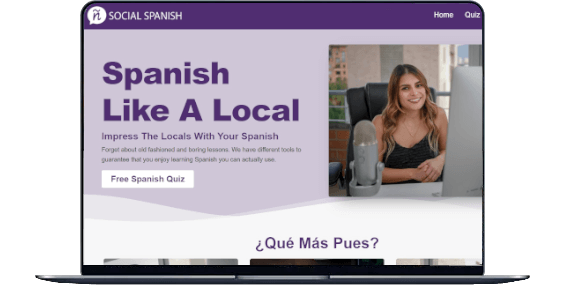 ñ SOCIAL SPANISH
Home Quiz
Spanish
Like A Local
Impress The Locals With Your Spanish
Forget about old fashioned and boring lessons. We have different tools to
guarantee that you enjoy learning Spanish you can actually use.
Free Spanish Quiz
¿Qué Más Pues?